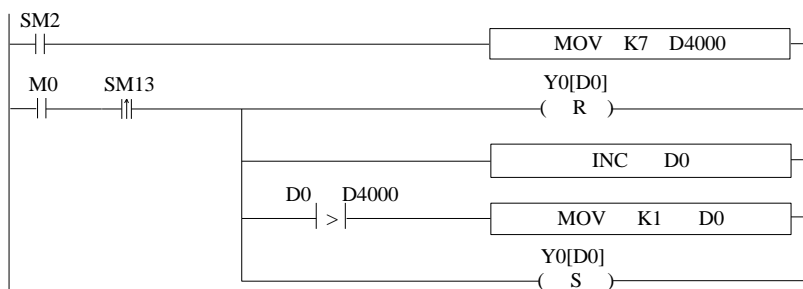 SM2
MOV K7 D4000
M0 SM13 Y0[D0]
( R )
INC D0
D0 D4000
> MOV K1 D0
Y0[D0]
( S )